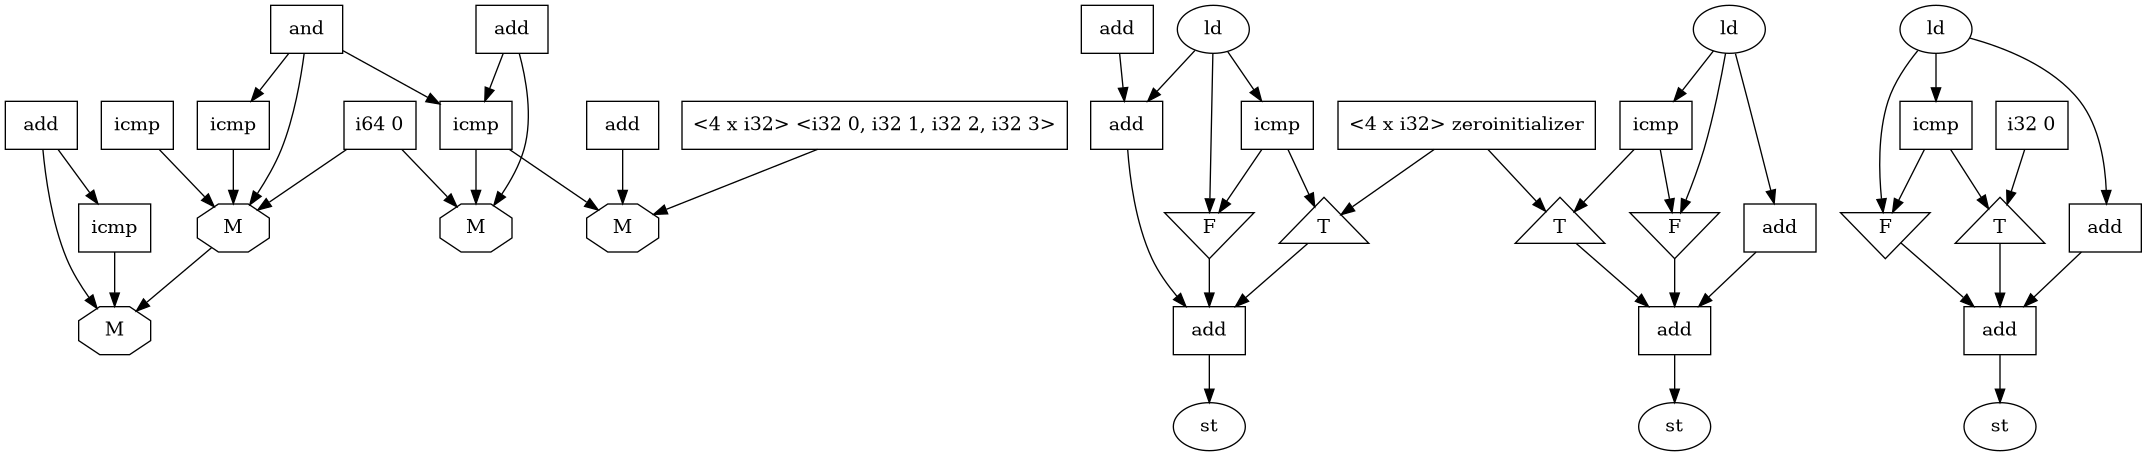 and
add
add
ld
ld
ld
add
icmp
icmp
i64 0
icmp
add
<4 x i32> <i32 0, i32 1, i32 2, i32 3>
add
icmp
<4 x i32> zeroinitializer
icmp
icmp
i32 0
icmp
M
M
M
F
T
T
F
add
F
T
add
M
add
add
add
st
st
st